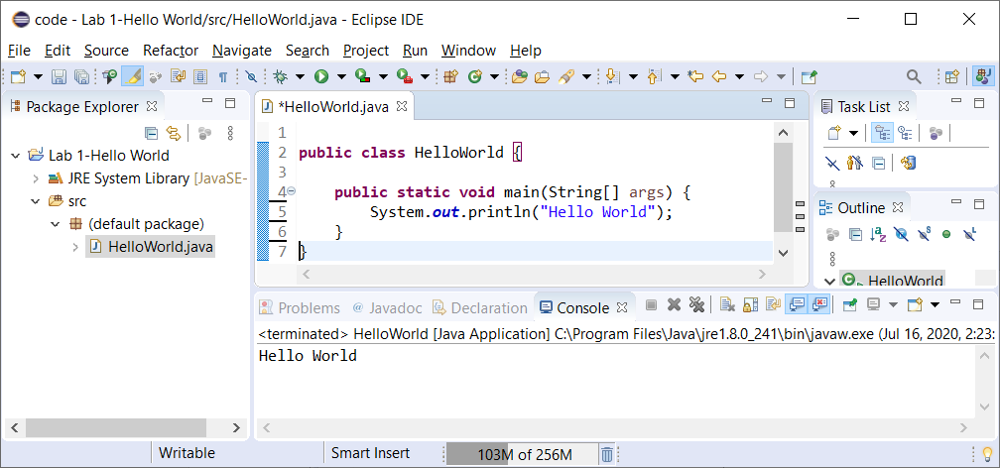 code - Lab 1-Hello World/src/HelloWorld.java - Eclipse IDE
File Edit Source Refactor Navigate Search Project Run Window Help
Package Explorer
Lab 1-Hello World
JRE System Library [JavaSE-
src
(default package)
HelloWorld.java
*HelloWorld.java
1
2 public class HelloWorld {
3
4 public static void main(String[] args) {
5 System.out.println("Hello World");
6 }
7 }
Task List
Outline
HelloWorld
Problems @ Javadoc Declaration Console
<terminated> HelloWorld [Java Application] C:\Program Files\Java\jre1.8.0_241\bin\javaw.exe (Jul 16, 2020, 2:23:
Hello World
Writable Smart Insert 103M of 256M